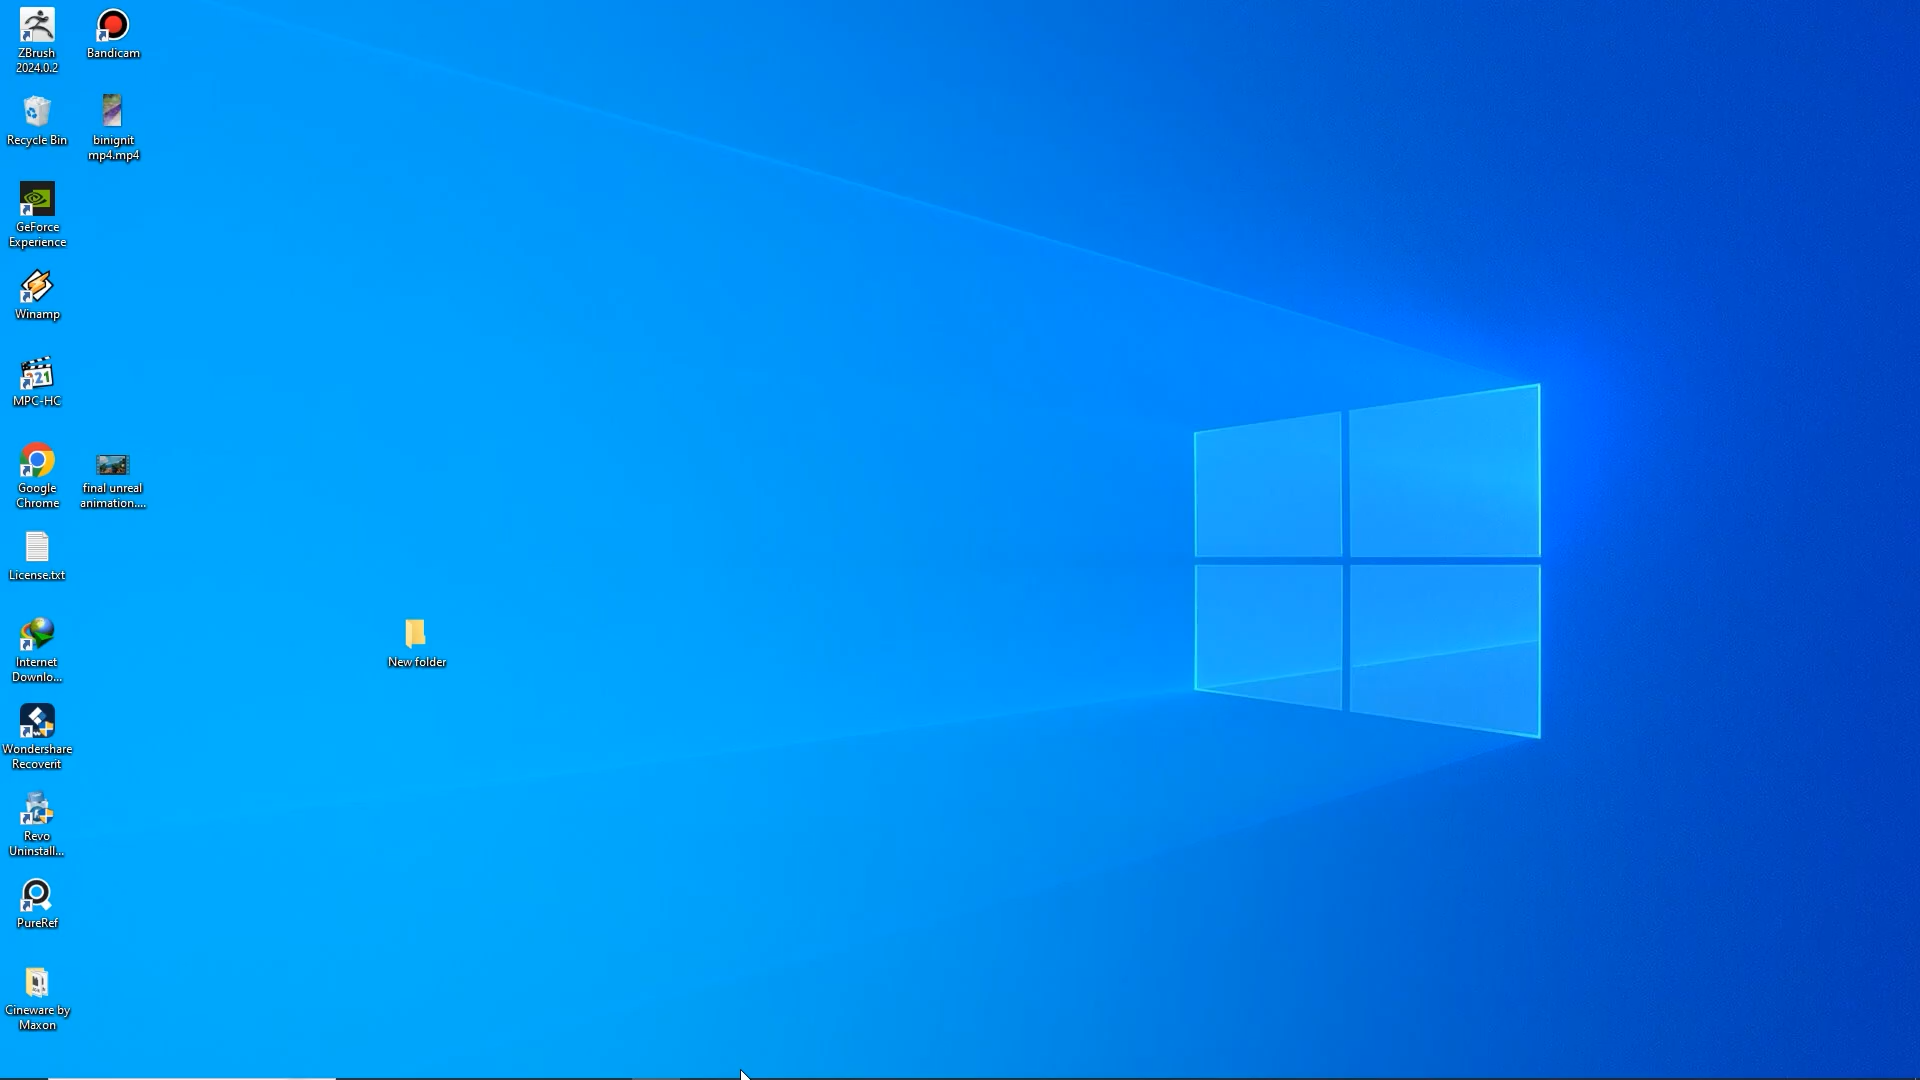 ZBrush
2024.0.2
Bandicam
Recycle Bin
binignit
mp4.mp4
GeForce
Experience
Winamp
321
MPC-HC
Google
Chrome
final unreal
animation....
License.txt
Internet
Downlo...
New folder
Wondershare
Recoverit
Revo
Uninstall...
PureRef
Cineware by
Maxon